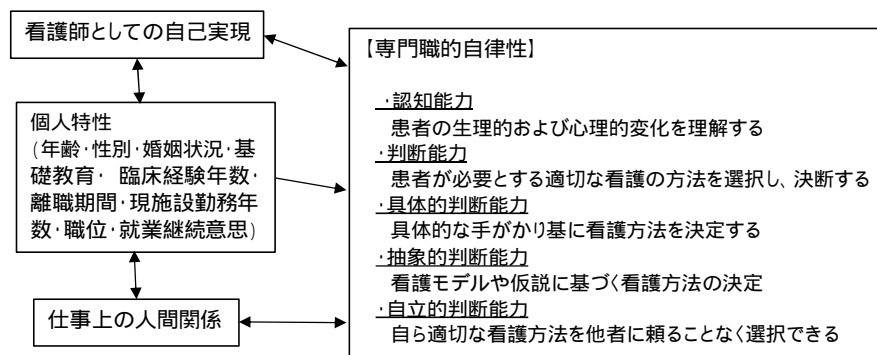 看護師としての自己実現
個人特性
(年齢・性別・婚姻状況・基
礎教育・ 臨床経験年数・
離職期間・現施設勤務年
数・職位・就業継続意思)
仕事上の人間関係
【専門職的自律性】
・認知能力
患者の生理的および心理的変化を理解する
・判断能力
患者が必要とする適切な看護の方法を選択し、決断する
・具体的判断能力
具体的な手がかり基に看護方法を決定する
・抽象的判断能力
看護モデルや仮説に基づく看護方法の決定
・自立的判断能力
自ら適切な看護方法を他者に頼ることなく選択できる